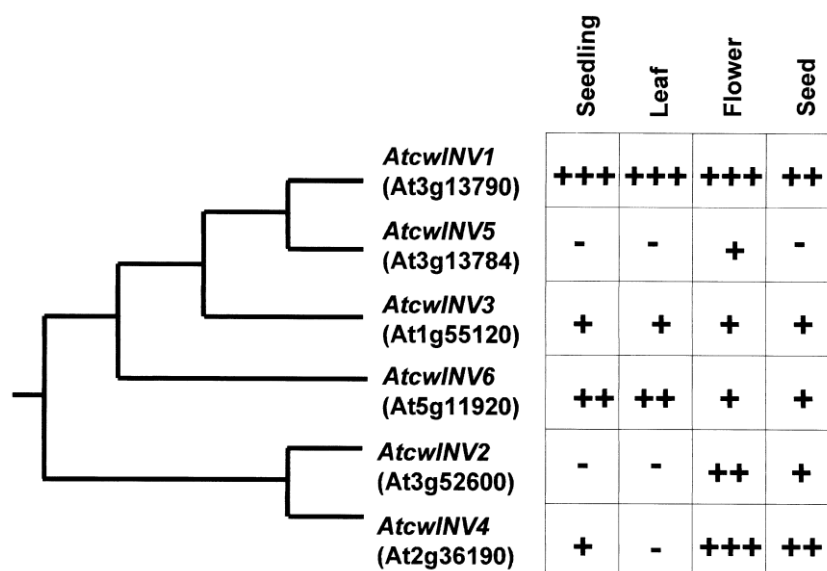 Seedling Leaf Flower Seed
AtcwINV1 +++ +++ +++ ++
(At3g13790)
AtcwINV5 - - + -
(At3g13784)
AtcwINV3 + + + +
(At1g55120)
AtcwINV6 ++ ++ + +
(At5g11920)
AtcwINV2 - - ++ +
(At3g52600)
AtcwINV4 + - +++ ++
(At2g36190)